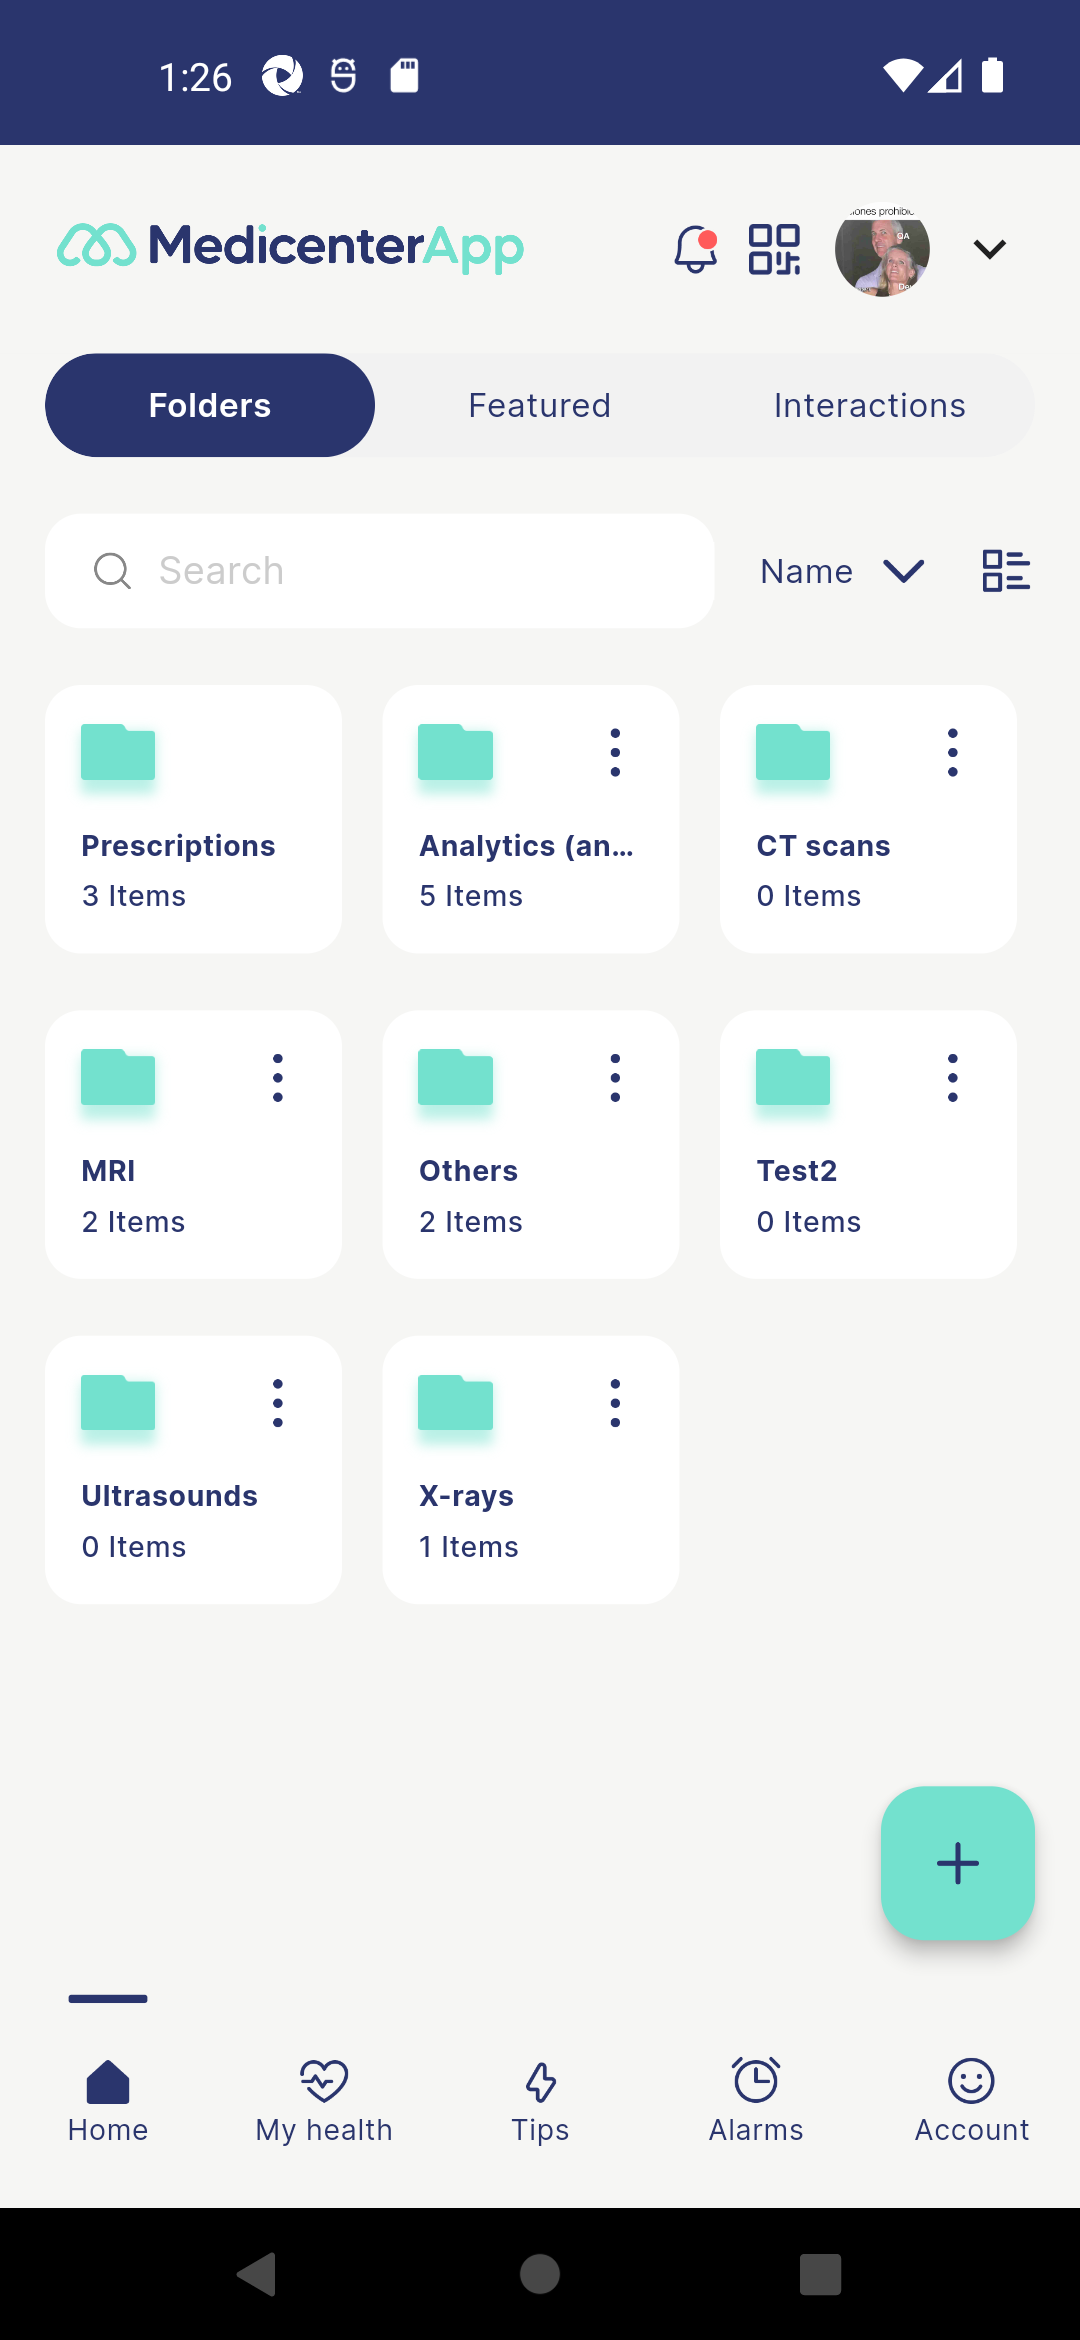 1:26
MedicenterApp
QA
Folders Featured Interactions
Search
Name
Prescriptions
3 Items
Analytics (an...
5 Items
CT scans
0 Items
MRI
2 Items
Others
2 Items
Test2
0 Items
Ultrasounds
0 Items
X-rays
1 Items
Home My health Tips Alarms Account